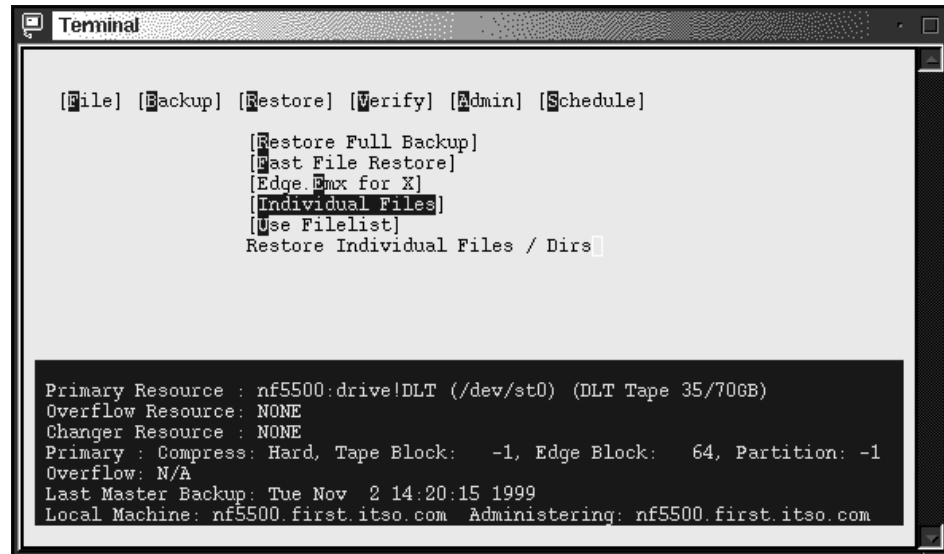 Terminal
[File] [Backup] [Restore] [Verify] [Admin] [Schedule]
[Restore Full Backup]
[Fast File Restore]
[Edge.Emx for X]
[Individual Files]
[Use Filelist]
Restore Individual Files / Dirs
Primary Resource : nf5500:drive!DLT (/dev/st0) (DLT Tape 35/70GB)
Overflow Resource: NONE
Changer Resource : NONE
Primary : Compress: Hard, Tape Block:   -1, Edge Block:   64, Partition: -1
Overflow: N/A
Last Master Backup: Tue Nov  2 14:20:15 1999
Local Machine: nf5500.first.itso.com  Administering: nf5500.first.itso.com